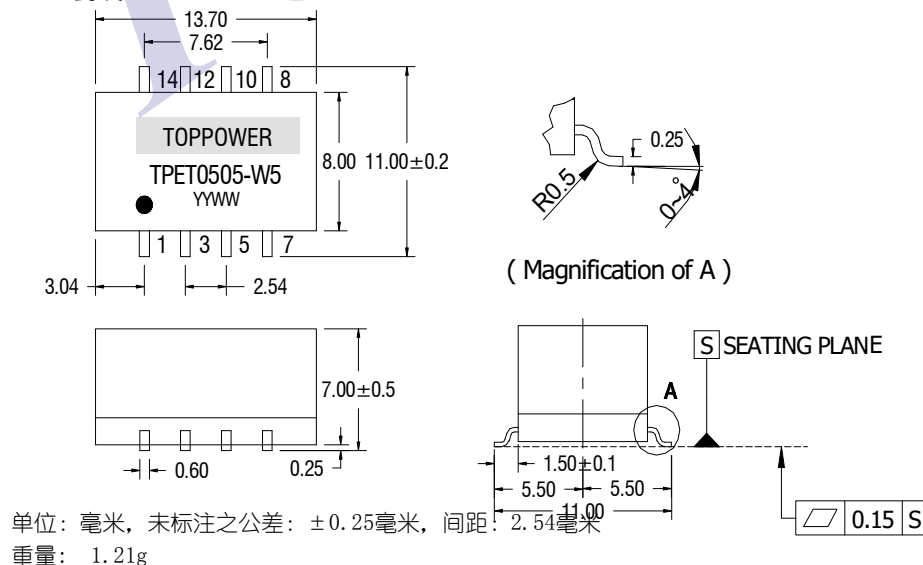 13.70
7.62
14 12 10 8
TOPPOWER
TPET0505-W5
YYWW
8.00 11.00±0.2
1 3 5 7
3.04 2.54
0.25
R0.5
0~4°
( Magnification of A )
7.00±0.5
0.60 0.25
S SEATING PLANE
A
1.50±0.1
5.50 5.50
11.00
0.15 S
单位: 毫米, 未标注之公差: ±0.25毫米, 间距: 2.54毫米
重量: 1.21g